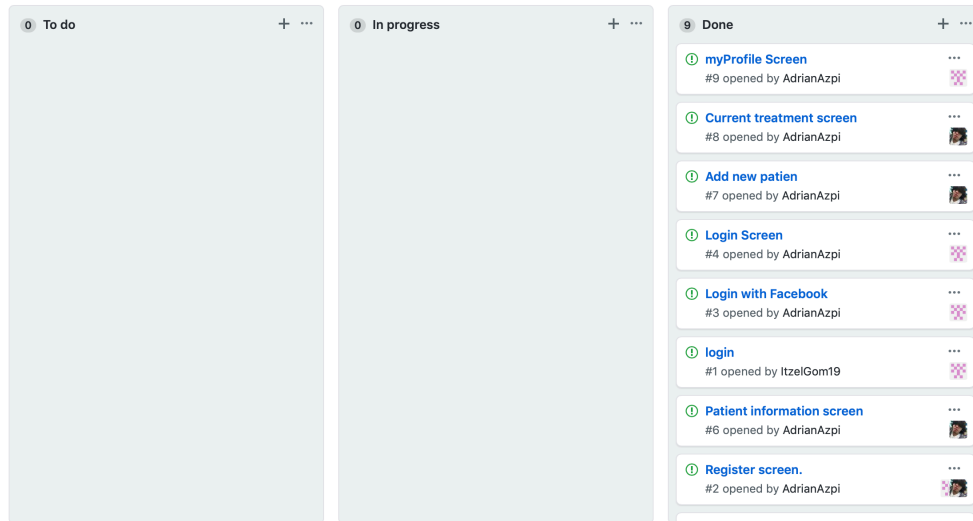 0 To do
0 In progress
9 Done
myProfile Screen
#9 opened by AdrianAzpi
Current treatment screen
#8 opened by AdrianAzpi
Add new patien
#7 opened by AdrianAzpi
Login Screen
#4 opened by AdrianAzpi
Login with Facebook
#3 opened by AdrianAzpi
login
#1 opened by ItzelGom19
Patient information screen
#6 opened by AdrianAzpi
Register screen.
#2 opened by AdrianAzpi